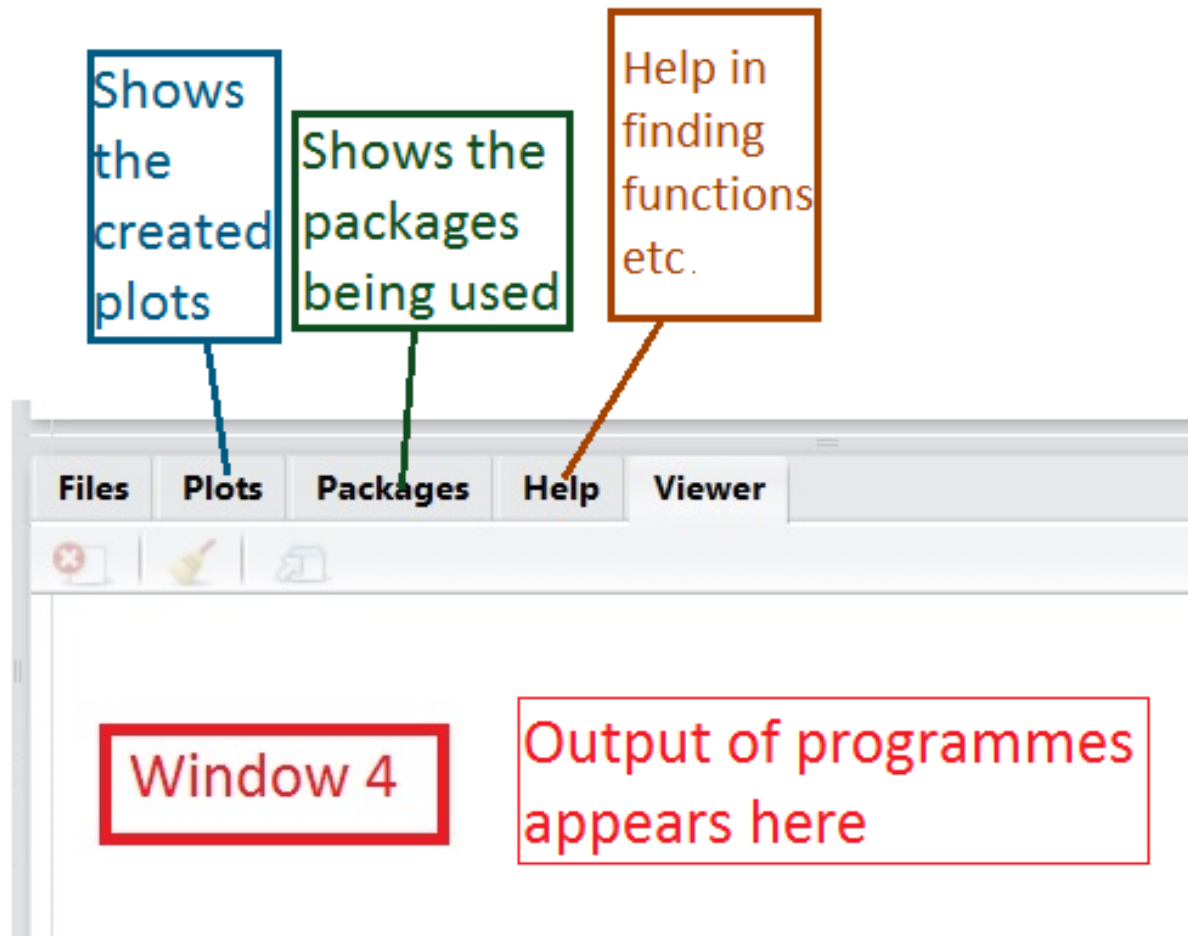 Shows
the
created
plots
Shows the
packages
being used
Help in
finding
functions
etc.
Files Plots Packages Help Viewer
Window 4
Output of programmes
appears here